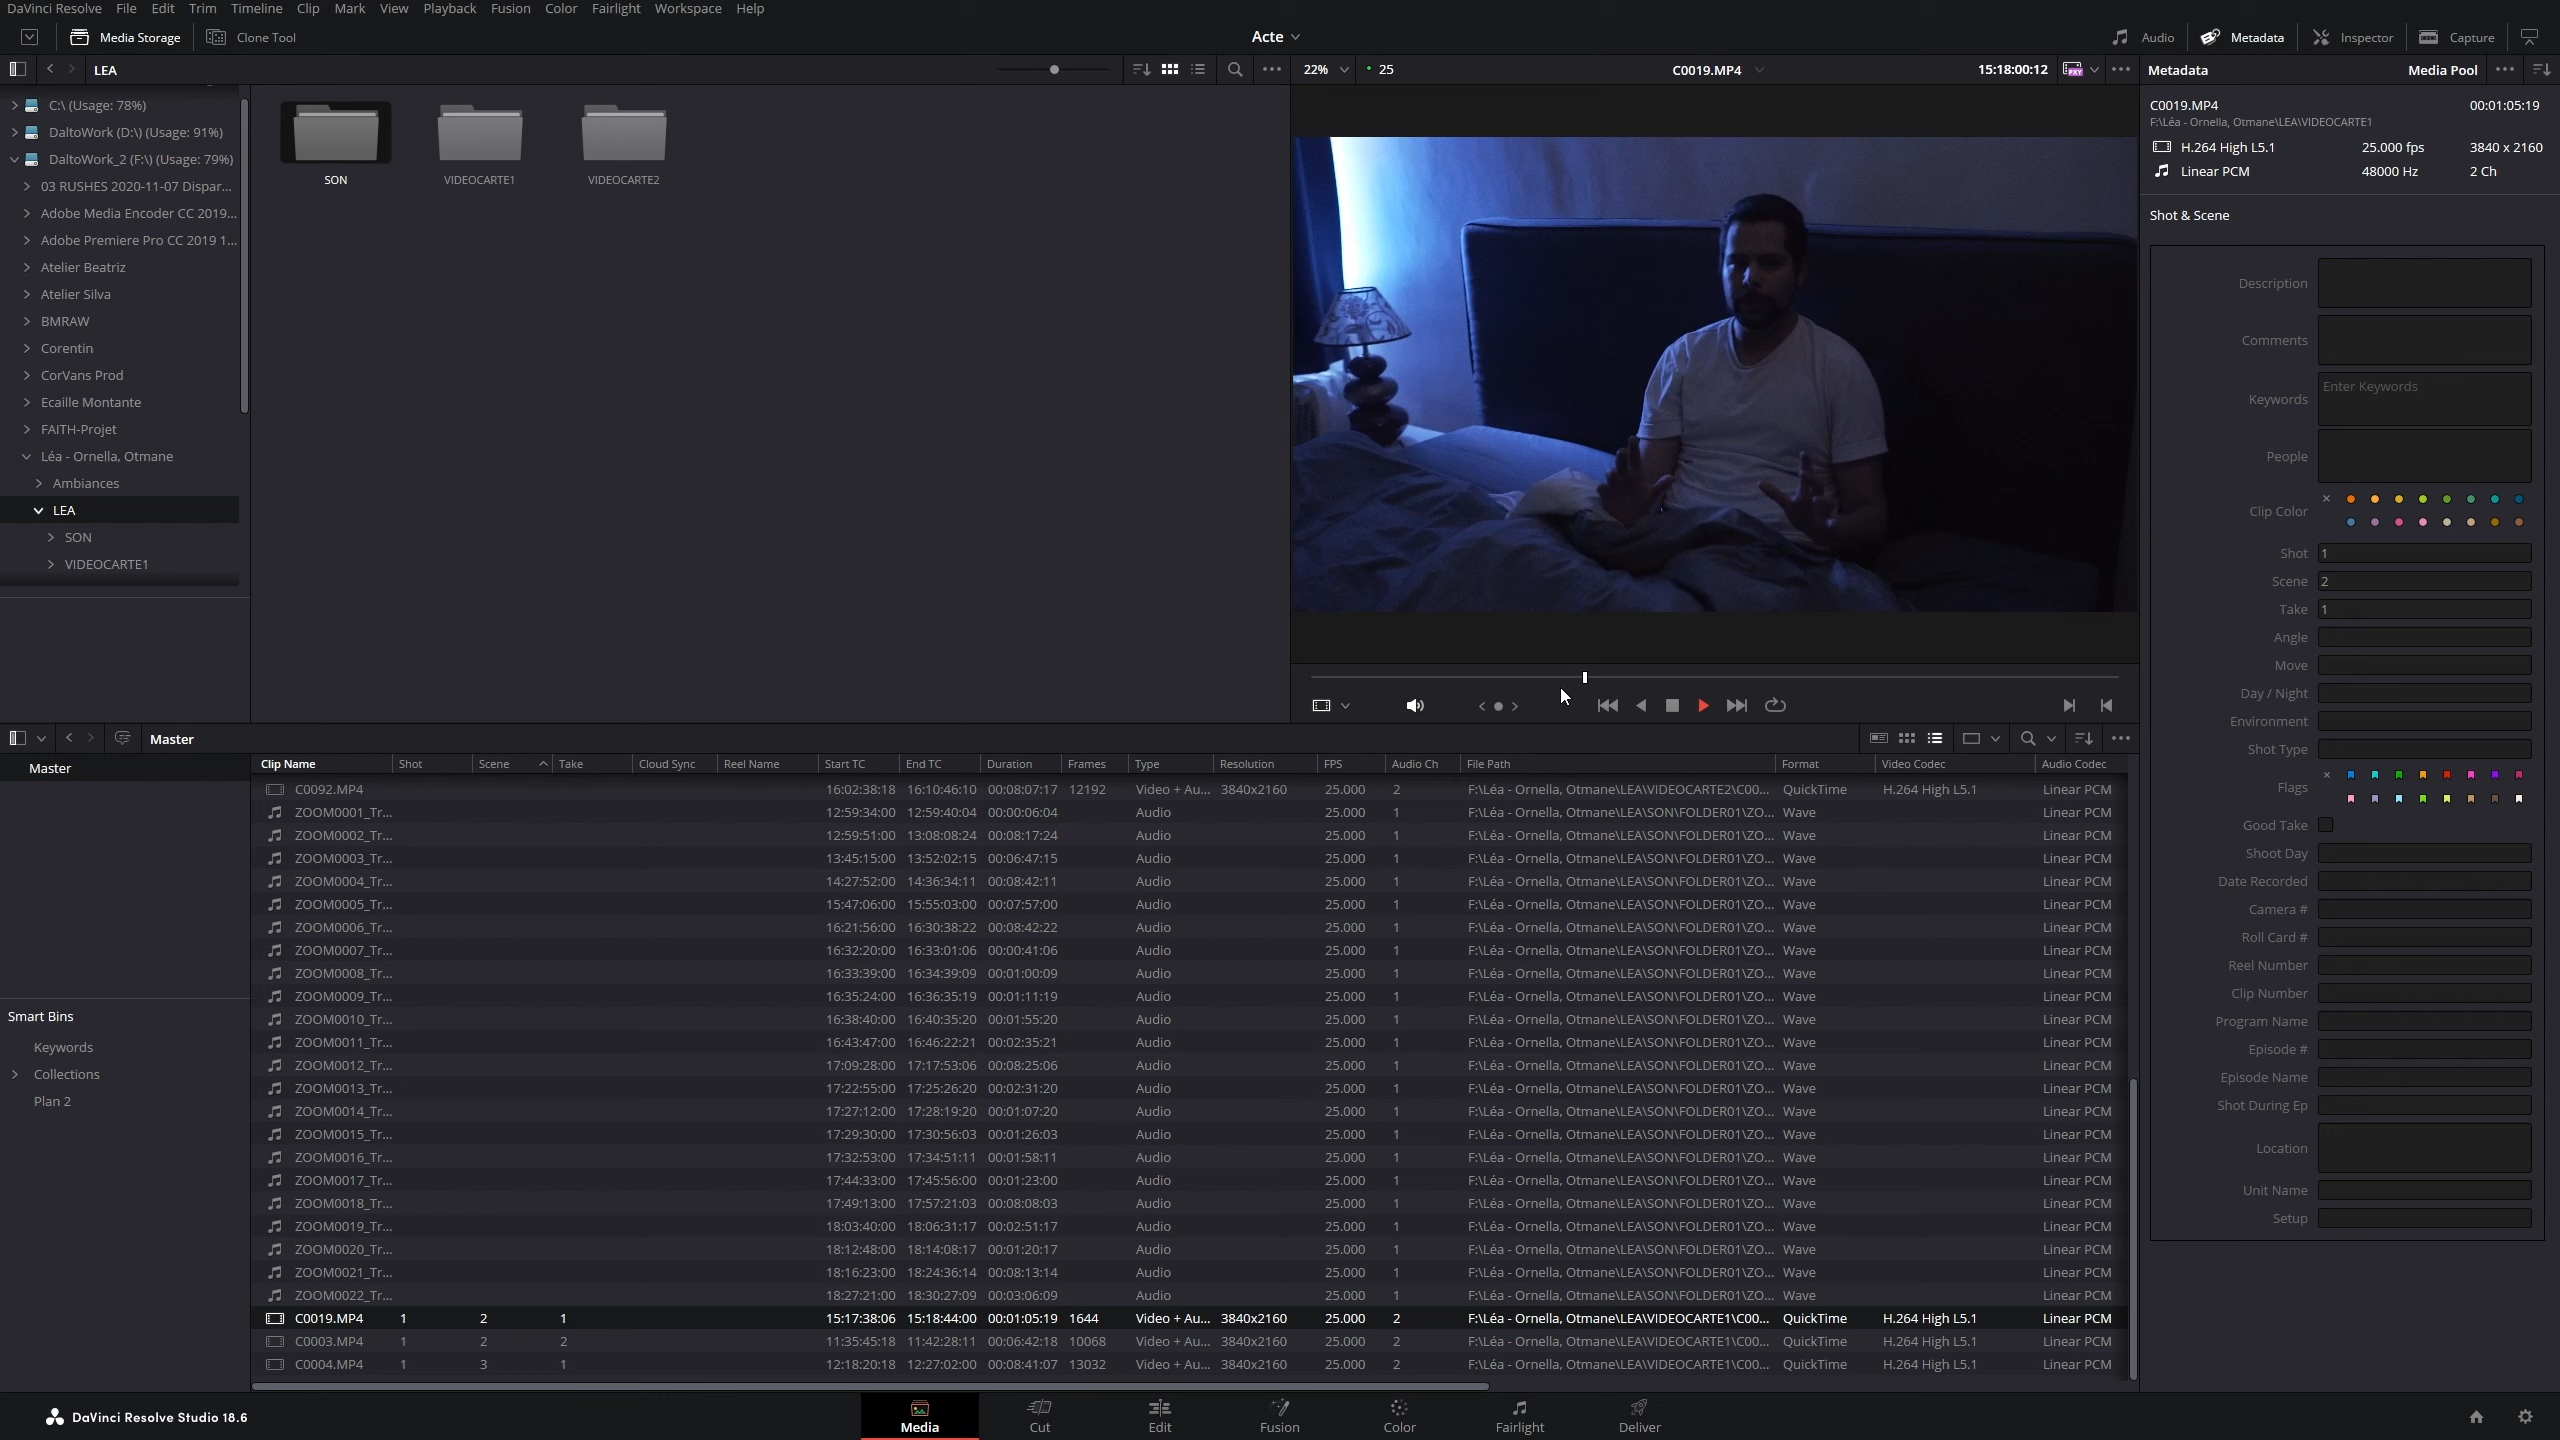 DaVinci Resolve File Edit Trim Timeline Clip Mark View Playback Fusion Color Fairlight Workspace Help
Media Storage Clone Tool Acte Audio Metadata Inspector Capture
LEA 22% 25 C0019.MP4 15:18:00:12 PXY Metadata Media Pool
C:\ (Usage: 78%)
DaltoWork (D:\) (Usage: 91%)
DaltoWork_2 (F:\) (Usage: 79%)
03 RUSHES 2020-11-07 Dispar...
Adobe Media Encoder CC 2019...
Adobe Premiere Pro CC 2019 1...
Atelier Beatriz
Atelier Silva
BMRAW
Corentin
CorVans Prod
Ecaille Montante
FAITH-Projet
Léa - Ornella, Otmane
Ambiances
LEA
SON
VIDEOCARTE1
SON VIDEOCARTE1 VIDEOCARTE2
C0019.MP4 00:01:05:19
F:\Léa - Ornella, Otmane\LEA\VIDEOCARTE1
H.264 High L5.1 25.000 fps 3840 x 2160
Linear PCM 48000 Hz 2 Ch
Shot & Scene
Description
Comments
Keywords Enter Keywords
People
Clip Color
Shot 1
Scene 2
Take 1
Angle
Move
Day / Night
Environment
Shot Type
Flags
Good Take
Shoot Day
Date Recorded
Camera #
Roll Card #
Reel Number
Clip Number
Program Name
Episode #
Episode Name
Shot During Ep
Location
Unit Name
Setup
Master
Master
Smart Bins
Keywords
Collections
Plan 2
Clip Name Shot Scene Take Cloud Sync Reel Name Start TC End TC Duration Frames Type Resolution FPS Audio Ch File Path Format Video Codec Audio Codec
C0092.MP4 16:02:38:18 16:10:46:10 00:08:07:17 12192 Video + Au... 3840x2160 25.000 2 F:\Léa - Ornella, Otmane\LEA\VIDEOCARTE2\C00... QuickTime H.264 High L5.1 Linear PCM
ZOOM0001_Tr... 12:59:34:00 12:59:40:04 00:00:06:04 Audio 25.000 1 F:\Léa - Ornella, Otmane\LEA\SON\FOLDER01\ZO... Wave Linear PCM
ZOOM0002_Tr... 12:59:51:00 13:08:08:24 00:08:17:24 Audio 25.000 1 F:\Léa - Ornella, Otmane\LEA\SON\FOLDER01\ZO... Wave Linear PCM
ZOOM0003_Tr... 13:45:15:00 13:52:02:15 00:06:47:15 Audio 25.000 1 F:\Léa - Ornella, Otmane\LEA\SON\FOLDER01\ZO... Wave Linear PCM
ZOOM0004_Tr... 14:27:52:00 14:36:34:11 00:08:42:11 Audio 25.000 1 F:\Léa - Ornella, Otmane\LEA\SON\FOLDER01\ZO... Wave Linear PCM
ZOOM0005_Tr... 15:47:06:00 15:55:03:00 00:07:57:00 Audio 25.000 1 F:\Léa - Ornella, Otmane\LEA\SON\FOLDER01\ZO... Wave Linear PCM
ZOOM0006_Tr... 16:21:56:00 16:30:38:22 00:08:42:22 Audio 25.000 1 F:\Léa - Ornella, Otmane\LEA\SON\FOLDER01\ZO... Wave Linear PCM
ZOOM0007_Tr... 16:32:20:00 16:33:01:06 00:00:41:06 Audio 25.000 1 F:\Léa - Ornella, Otmane\LEA\SON\FOLDER01\ZO... Wave Linear PCM
ZOOM0008_Tr... 16:33:39:00 16:34:39:09 00:01:00:09 Audio 25.000 1 F:\Léa - Ornella, Otmane\LEA\SON\FOLDER01\ZO... Wave Linear PCM
ZOOM0009_Tr... 16:35:24:00 16:36:35:19 00:01:11:19 Audio 25.000 1 F:\Léa - Ornella, Otmane\LEA\SON\FOLDER01\ZO... Wave Linear PCM
ZOOM0010_Tr... 16:38:40:00 16:40:35:20 00:01:55:20 Audio 25.000 1 F:\Léa - Ornella, Otmane\LEA\SON\FOLDER01\ZO... Wave Linear PCM
ZOOM0011_Tr... 16:43:47:00 16:46:22:21 00:02:35:21 Audio 25.000 1 F:\Léa - Ornella, Otmane\LEA\SON\FOLDER01\ZO... Wave Linear PCM
ZOOM0012_Tr... 17:09:28:00 17:17:53:06 00:08:25:06 Audio 25.000 1 F:\Léa - Ornella, Otmane\LEA\SON\FOLDER01\ZO... Wave Linear PCM
ZOOM0013_Tr... 17:22:55:00 17:25:26:20 00:02:31:20 Audio 25.000 1 F:\Léa - Ornella, Otmane\LEA\SON\FOLDER01\ZO... Wave Linear PCM
ZOOM0014_Tr... 17:27:12:00 17:28:19:20 00:01:07:20 Audio 25.000 1 F:\Léa - Ornella, Otmane\LEA\SON\FOLDER01\ZO... Wave Linear PCM
ZOOM0015_Tr... 17:29:30:00 17:30:56:03 00:01:26:03 Audio 25.000 1 F:\Léa - Ornella, Otmane\LEA\SON\FOLDER01\ZO... Wave Linear PCM
ZOOM0016_Tr... 17:32:53:00 17:34:51:11 00:01:58:11 Audio 25.000 1 F:\Léa - Ornella, Otmane\LEA\SON\FOLDER01\ZO... Wave Linear PCM
ZOOM0017_Tr... 17:44:33:00 17:45:56:00 00:01:23:00 Audio 25.000 1 F:\Léa - Ornella, Otmane\LEA\SON\FOLDER01\ZO... Wave Linear PCM
ZOOM0018_Tr... 17:49:13:00 17:57:21:03 00:08:08:03 Audio 25.000 1 F:\Léa - Ornella, Otmane\LEA\SON\FOLDER01\ZO... Wave Linear PCM
ZOOM0019_Tr... 18:03:40:00 18:06:31:17 00:02:51:17 Audio 25.000 1 F:\Léa - Ornella, Otmane\LEA\SON\FOLDER01\ZO... Wave Linear PCM
ZOOM0020_Tr... 18:12:48:00 18:14:08:17 00:01:20:17 Audio 25.000 1 F:\Léa - Ornella, Otmane\LEA\SON\FOLDER01\ZO... Wave Linear PCM
ZOOM0021_Tr... 18:16:23:00 18:24:36:14 00:08:13:14 Audio 25.000 1 F:\Léa - Ornella, Otmane\LEA\SON\FOLDER01\ZO... Wave Linear PCM
ZOOM0022_Tr... 18:27:21:00 18:30:27:09 00:03:06:09 Audio 25.000 1 F:\Léa - Ornella, Otmane\LEA\SON\FOLDER01\ZO... Wave Linear PCM
C0019.MP4 1 2 1 15:17:38:06 15:18:44:00 00:01:05:19 1644 Video + Au... 3840x2160 25.000 2 F:\Léa - Ornella, Otmane\LEA\VIDEOCARTE1\C00... QuickTime H.264 High L5.1 Linear PCM
C0003.MP4 1 2 2 11:35:45:18 11:42:28:11 00:06:42:18 10068 Video + Au... 3840x2160 25.000 2 F:\Léa - Ornella, Otmane\LEA\VIDEOCARTE1\C00... QuickTime H.264 High L5.1 Linear PCM
C0004.MP4 1 3 1 12:18:20:18 12:27:02:00 00:08:41:07 13032 Video + Au... 3840x2160 25.000 2 F:\Léa - Ornella, Otmane\LEA\VIDEOCARTE1\C00... QuickTime H.264 High L5.1 Linear PCM
DaVinci Resolve Studio 18.6 Media Cut Edit Fusion Color Fairlight Deliver